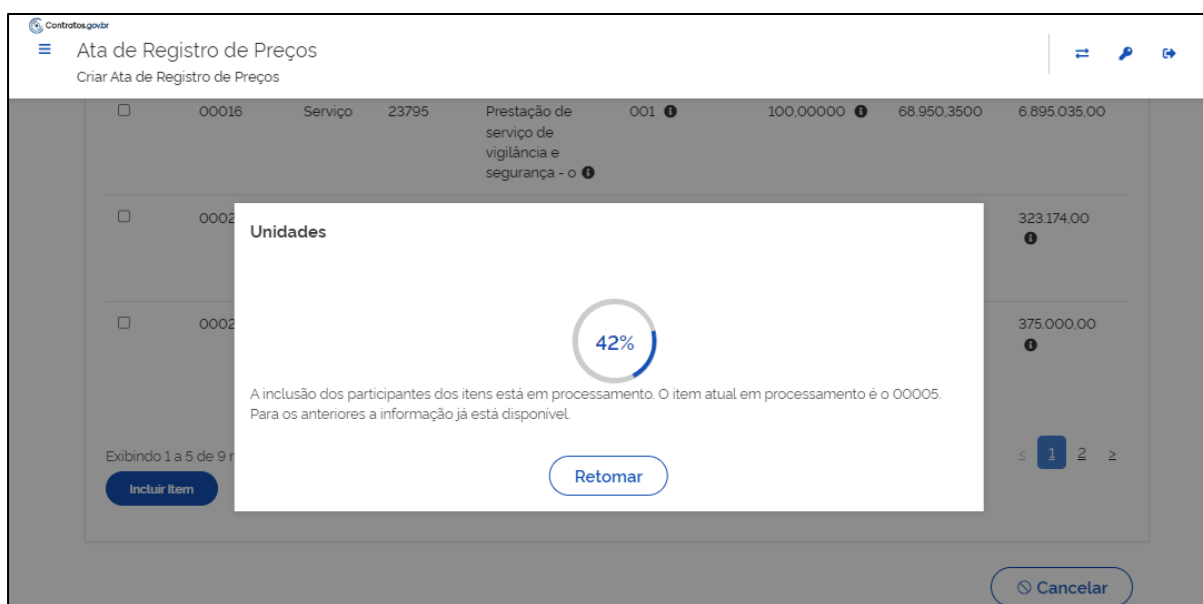 Contratos.gov.br
Ata de Registro de Preços
Criar Ata de Registro de Preços
00016 Serviço 23795 Prestação de 001 100,00000 68.950,3500 6.895.035,00
serviço de
vigilância e
segurança - o
0002 323.174,00
Unidades
0002 375.000,00
42%
A inclusão dos participantes dos itens está em processamento. O item atual em processamento é o 00005.
Para os anteriores a informação já está disponível.
Exibindo 1 a 5 de 9 r
< 1 2 >
Retomar
Incluir Item
Cancelar